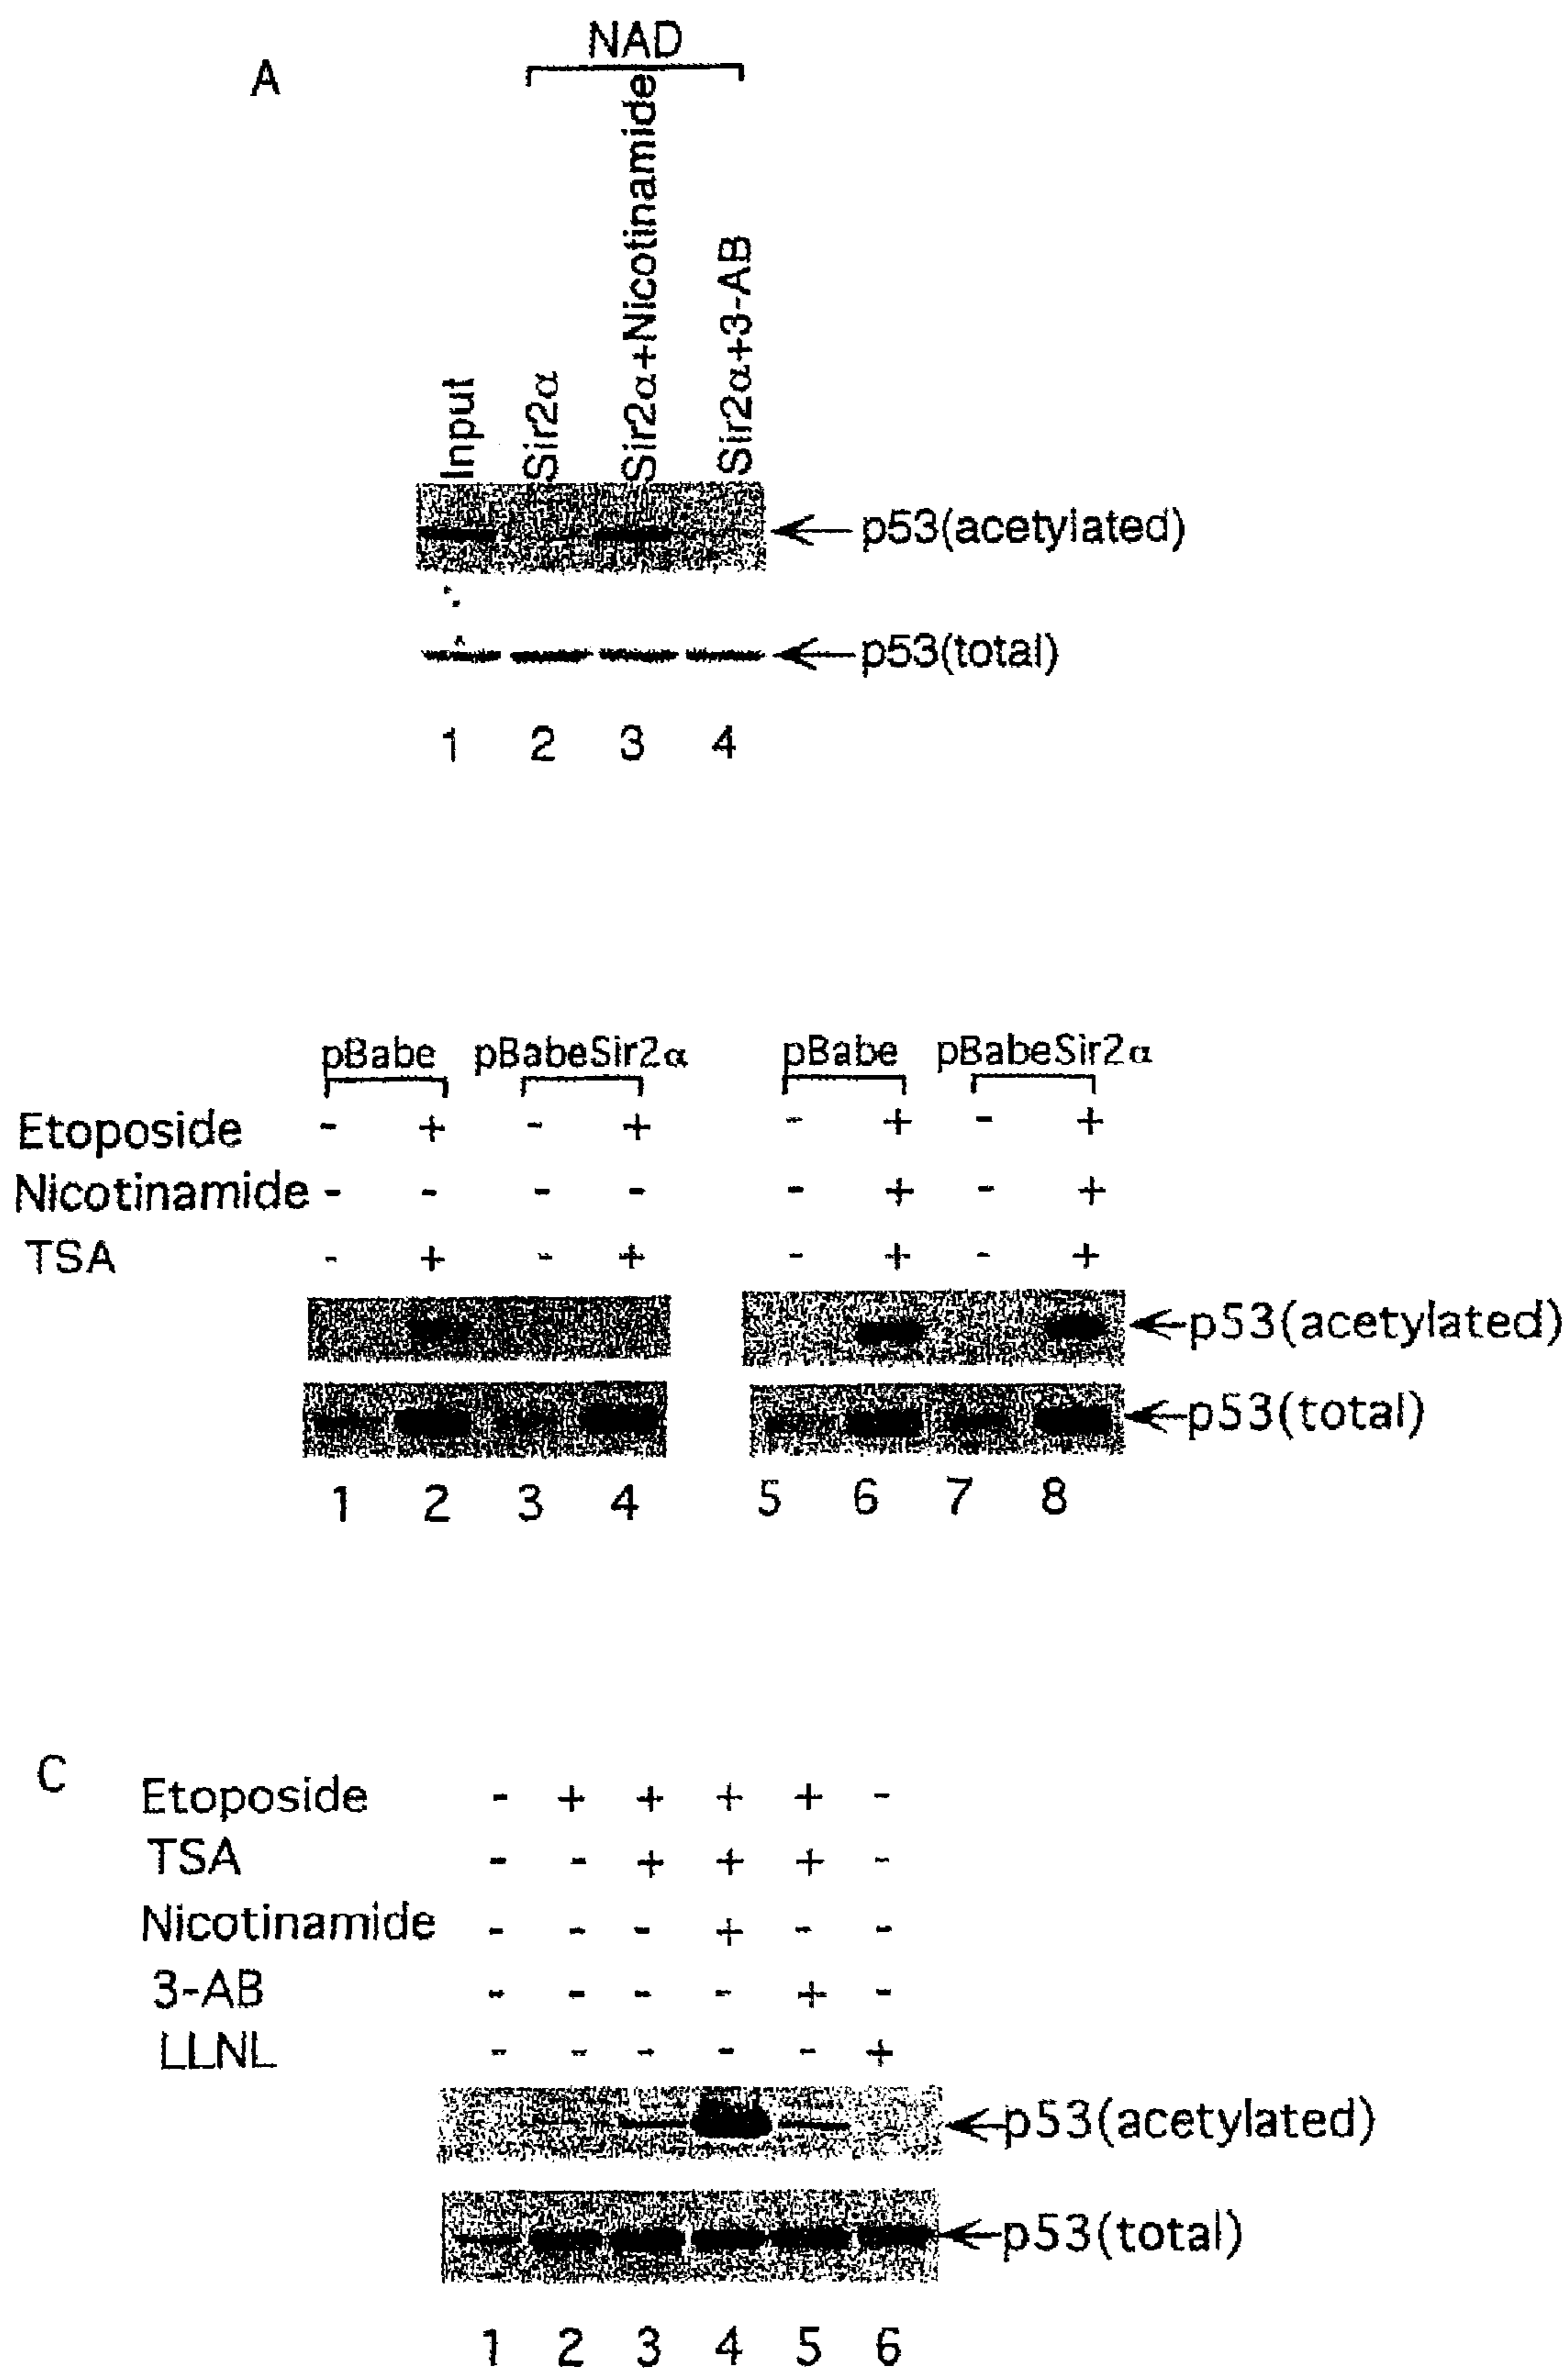 A
NAD
Input
Sir2α
Sir2α+Nicotinamide
Sir2α+3-AB
p53(acetylated)
p53(total)
1 2 3 4
pBabe pBabeSir2α pBabe pBabeSir2α
Etoposide - + - + - + - +
Nicotinamide - - - - - + - +
TSA - + - + - + - +
p53(acetylated)
p53(total)
1 2 3 4 5 6 7 8
C
Etoposide - + + + + -
TSA - - + + + -
Nicotinamide - - - + - -
3-AB - - - - + -
LLNL - - - - - +
p53(acetylated)
p53(total)
1 2 3 4 5 6